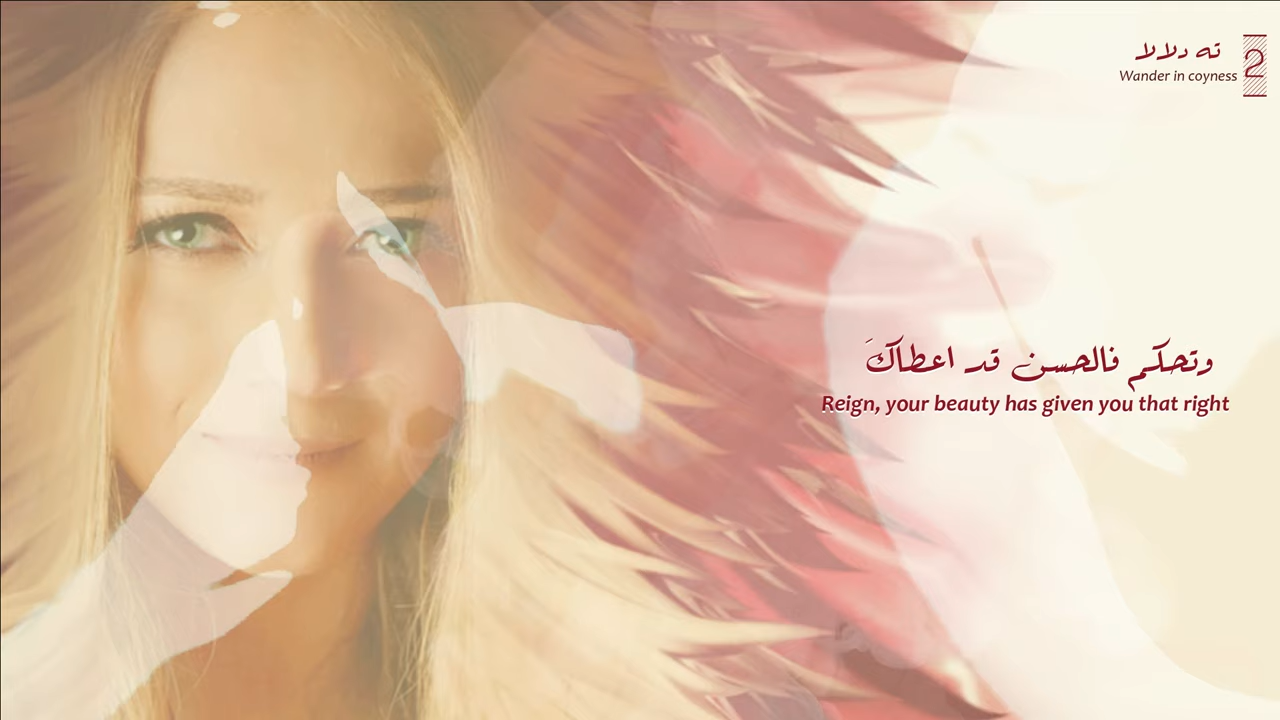 ته دلالا
Wander in coyness
2
وتحكم فالحسن قد اعطاكَ
Reign, your beauty has given you that right